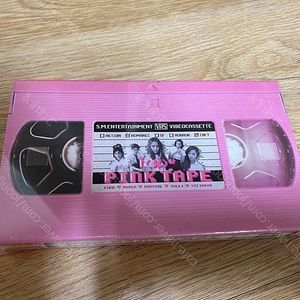 S.M.ENTERTAINMENT VHS VIDEOCASSETTE
ACTION ROMANCE SF HORROR CULT
f(x)
PINK TAPE
LUNA ♥ AMBER ♥ KRYSTAL ♥ SULLI ♥ VICTORIA